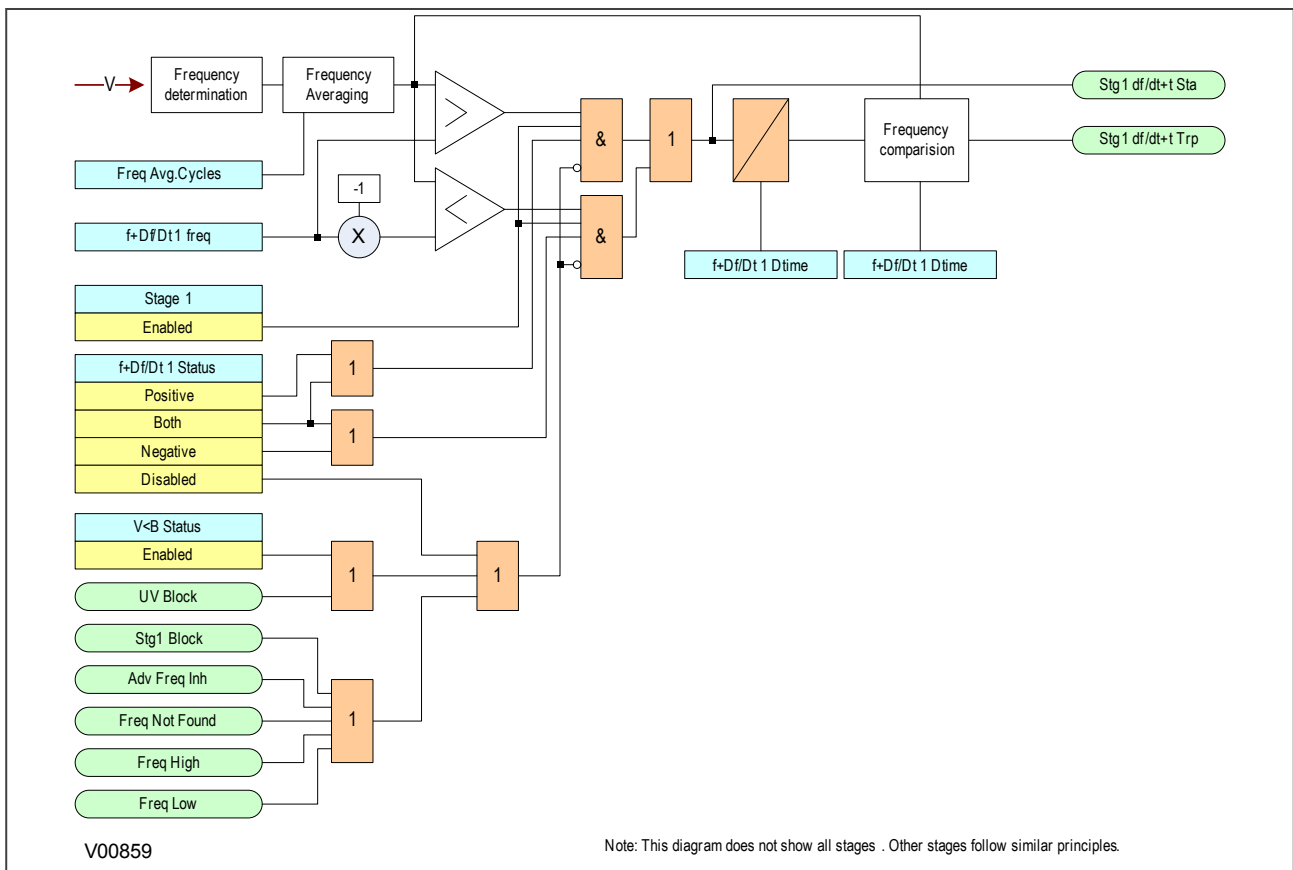 V
Frequency
determination
Frequency
Averaging
Freq Avg.Cycles
f+Df/Dt 1 freq
-1
X
>
<
&
&
1
Frequency
comparision
Stg1 df/dt+t Sta
Stg1 df/dt+t Trp
f+Df/Dt 1 Dtime
f+Df/Dt 1 Dtime
Stage 1
Enabled
f+Df/Dt 1 Status
Positive
Both
Negative
Disabled
1
1
V<B Status
Enabled
UV Block
1
1
Stg1 Block
Adv Freq Inh
Freq Not Found
Freq High
Freq Low
1
V00859
Note: This diagram does not show all stages . Other stages follow similar principles.